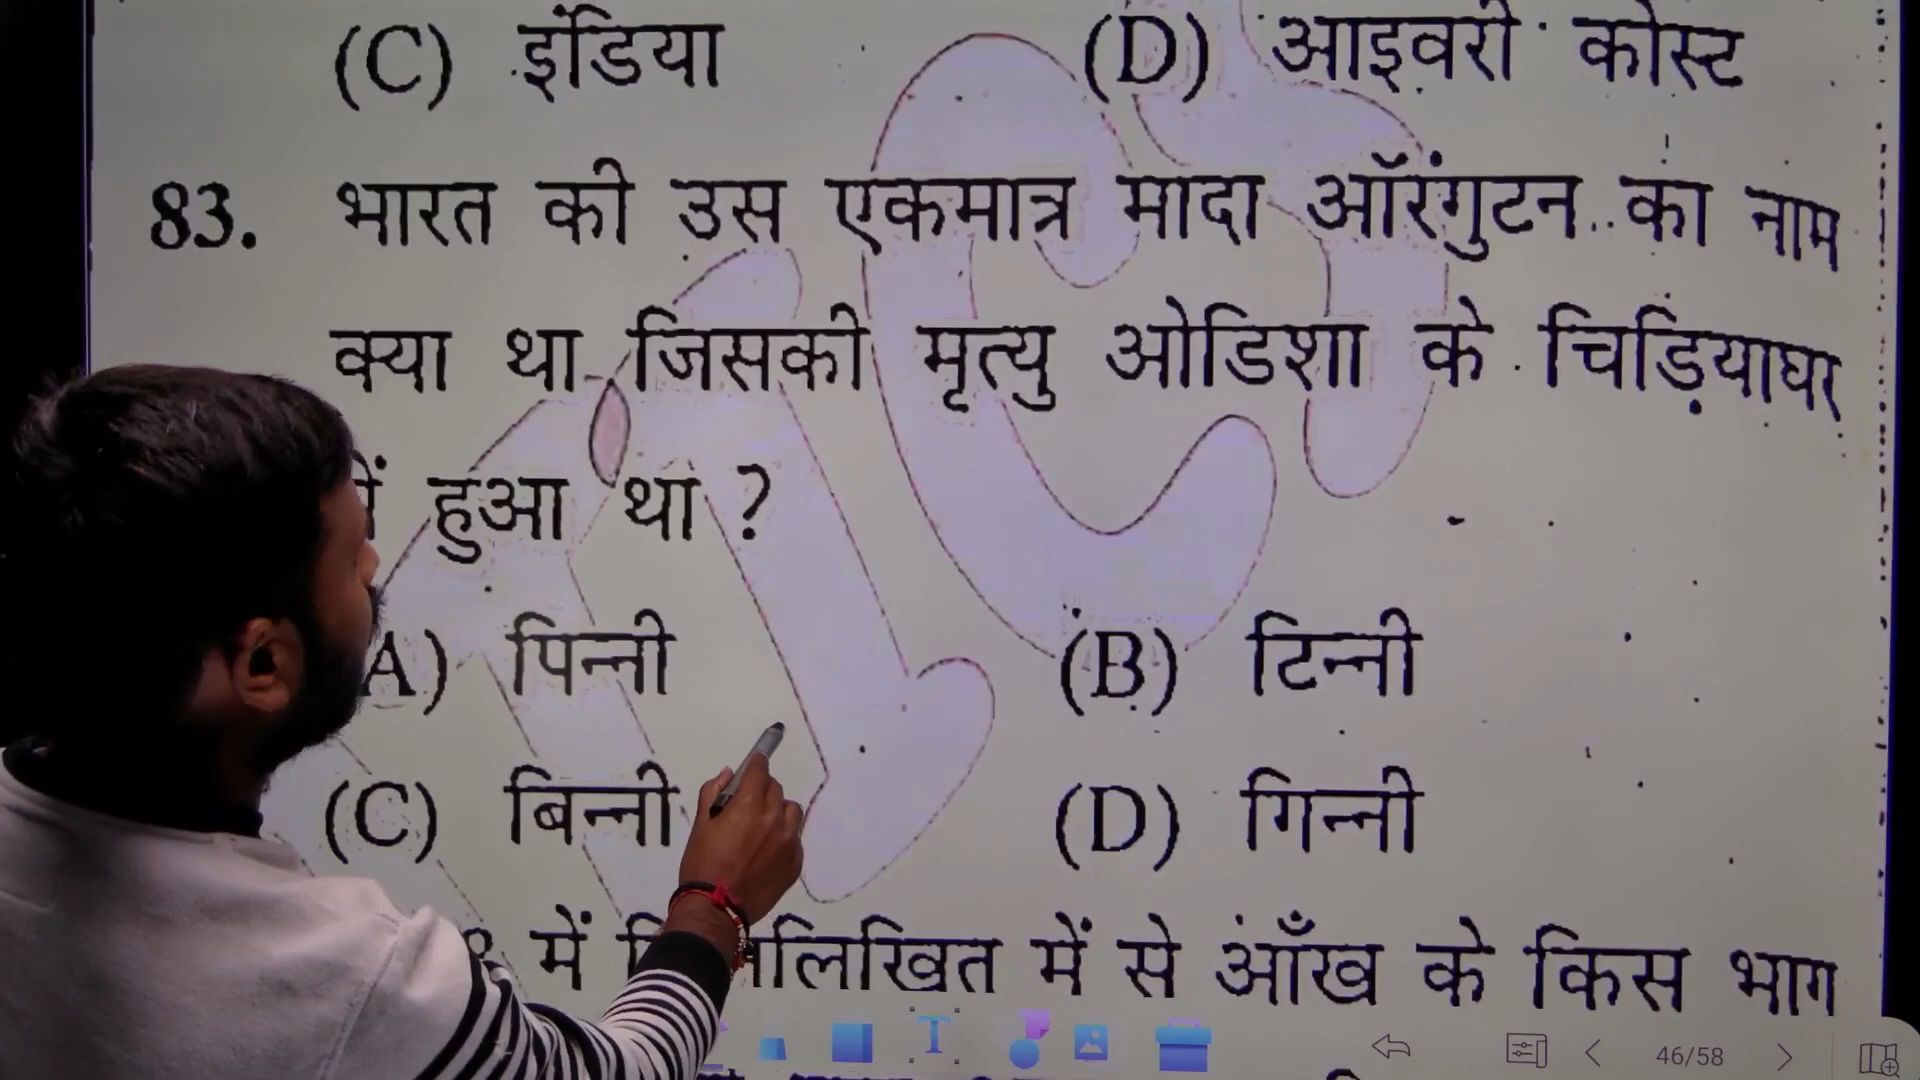 (C) इंडिया (D) आइवरी कोस्ट
83. भारत की उस एकमात्र मादा ऑरंगुटन का नाम
क्या था जिसकी मृत्यु ओडिशा के चिड़ियाघर
हुआ था ?
A) पिन्नी (B) टिन्नी
(C) बिन्नी (D) गिन्नी
में से आँख के किस भाग
T
46/58